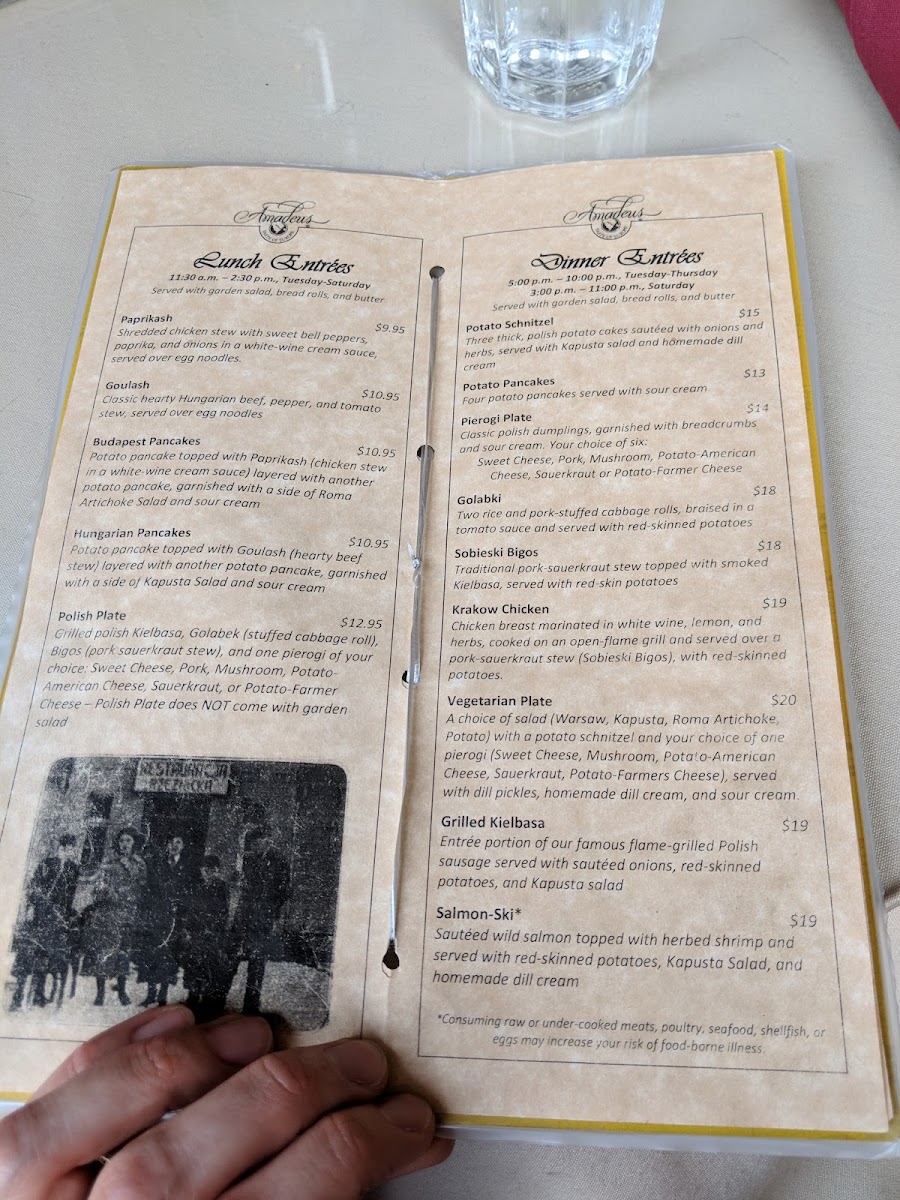 Amadeus
Lunch Entrées
11:30 a.m. – 2:30 p.m., Tuesday-Saturday
Served with garden salad, bread rolls, and butter
Paprikash $9.95
Shredded chicken stew with sweet bell peppers,
paprika, and onions in a white-wine cream sauce,
served over egg noodles.
Goulash $10.95
Classic hearty Hungarian beef, pepper, and tomato
stew, served over egg noodles
Budapest Pancakes $10.95
Potato pancake topped with Paprikash (chicken stew
in a white-wine cream sauce) layered with another
potato pancake, garnished with a side of Roma
Artichoke Salad and sour cream
Hungarian Pancakes $10.95
Potato pancake topped with Goulash (hearty beef
stew) layered with another potato pancake, garnished
with a side of Kapusta Salad and sour cream
Polish Plate $12.95
Grilled polish Kielbasa, Golabek (stuffed cabbage roll),
Bigos (pork sauerkraut stew), and one pierogi of your
choice: Sweet Cheese, Pork, Mushroom, Potato-
American Cheese, Sauerkraut, or Potato-Farmer
Cheese – Polish Plate does NOT come with garden
salad
RESTAURACJA
Amadeus
Dinner Entrées
5:00 p.m. – 10:00 p.m., Tuesday-Thursday
3:00 p.m. – 11:00 p.m., Saturday
Served with garden salad, bread rolls, and butter
Potato Schnitzel $15
Three thick, polish potato cakes sautéed with onions and
herbs, served with Kapusta salad and homemade dill
cream
Potato Pancakes $13
Four potato pancakes served with sour cream
Pierogi Plate $14
Classic polish dumplings, garnished with breadcrumbs
and sour cream. Your choice of six:
Sweet Cheese, Pork, Mushroom, Potato-American
Cheese, Sauerkraut or Potato-Farmer Cheese
Golabki $18
Two rice and pork-stuffed cabbage rolls, braised in a
tomato sauce and served with red-skinned potatoes
Sobieski Bigos $18
Traditional pork-sauerkraut stew topped with smoked
Kielbasa, served with red-skin potatoes
Krakow Chicken $19
Chicken breast marinated in white wine, lemon, and
herbs, cooked on an open-flame grill and served over a
pork-sauerkraut stew (Sobieski Bigos), with red-skinned
potatoes.
Vegetarian Plate $20
A choice of salad (Warsaw, Kapusta, Roma Artichoke,
Potato) with a potato schnitzel and your choice of one
pierogi (Sweet Cheese, Mushroom, Potato-American
Cheese, Sauerkraut, Potato-Farmers Cheese), served
with dill pickles, homemade dill cream, and sour cream.
Grilled Kielbasa $19
Entrée portion of our famous flame-grilled Polish
sausage served with sautéed onions, red-skinned
potatoes, and Kapusta salad
Salmon-Ski* $19
Sautéed wild salmon topped with herbed shrimp and
served with red-skinned potatoes, Kapusta Salad, and
homemade dill cream
*Consuming raw or under-cooked meats, poultry, seafood, shellfish, or
eggs may increase your risk of food-borne illness.